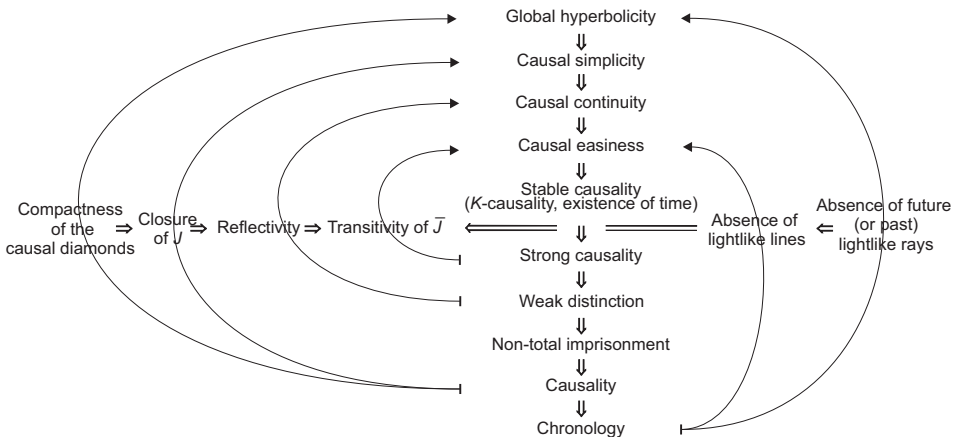 Global hyperbolicity
Causal simplicity
Causal continuity
Causal easiness
Stable causality
(K-causality, existence of time)
Compactness
of the
causal diamonds
Closure
of J
Reflectivity
Transitivity of J̅
Absence of
lightlike lines
Absence of future
(or past)
lightlike rays
Strong causality
Weak distinction
Non-total imprisonment
Causality
Chronology